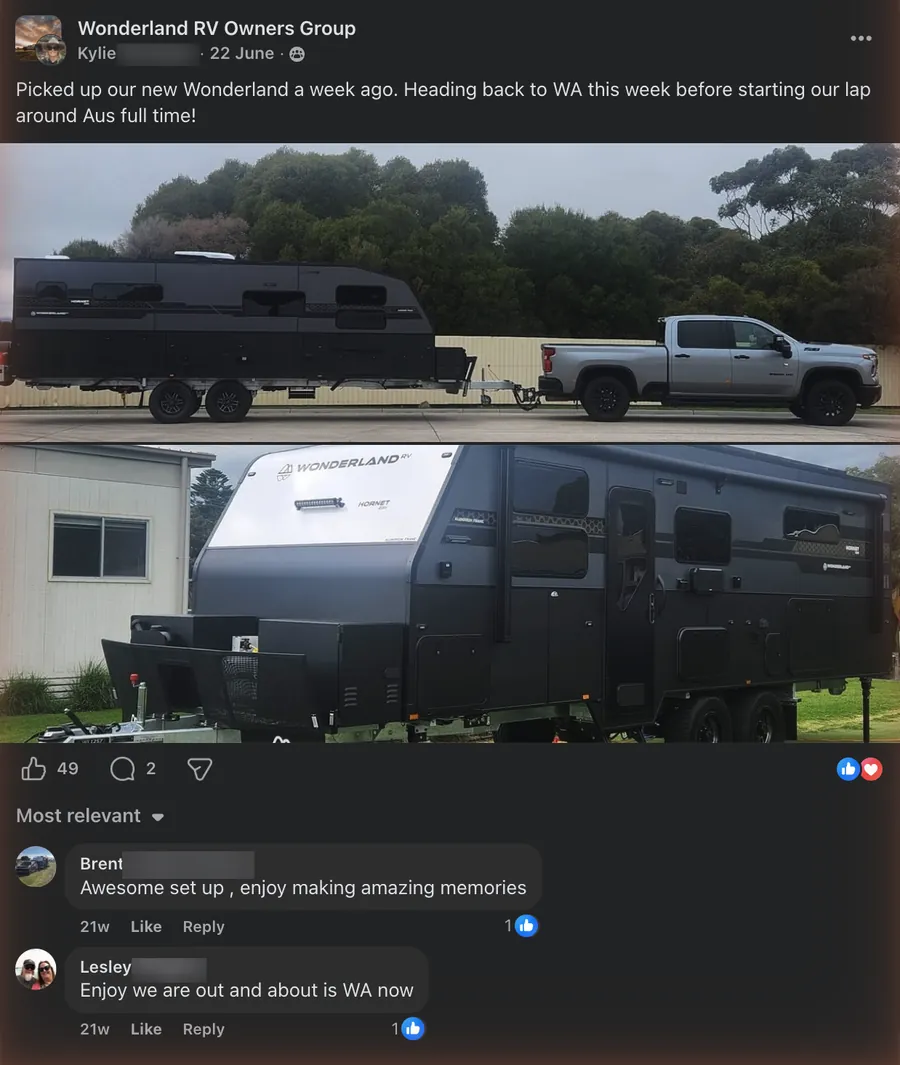 Wonderland RV Owners Group
Kylie · 22 June ·
Picked up our new Wonderland a week ago. Heading back to WA this week before starting our lap
around Aus full time!
WONDERLAND
WONDERLAND RV
HORNET
HORNET
WONDERLAND
49 2
Most relevant
Brent
Awesome set up , enjoy making amazing memories
21w Like Reply 1
Lesley
Enjoy we are out and about is WA now
21w Like Reply 1